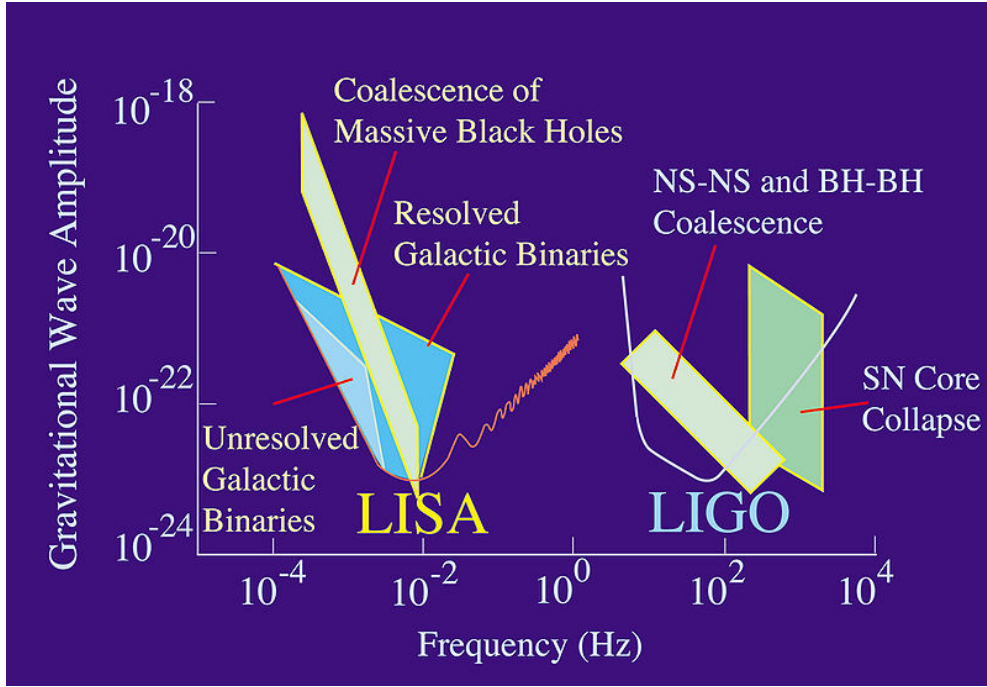 Gravitational Wave Amplitude
10⁻¹⁸
10⁻²⁰
10⁻²²
10⁻²⁴
Coalescence of
Massive Black Holes
Resolved
Galactic Binaries
Unresolved
Galactic
Binaries
LISA
NS-NS and BH-BH
Coalescence
SN Core
Collapse
LIGO
10⁻⁴
10⁻²
10⁰
10²
10⁴
Frequency (Hz)